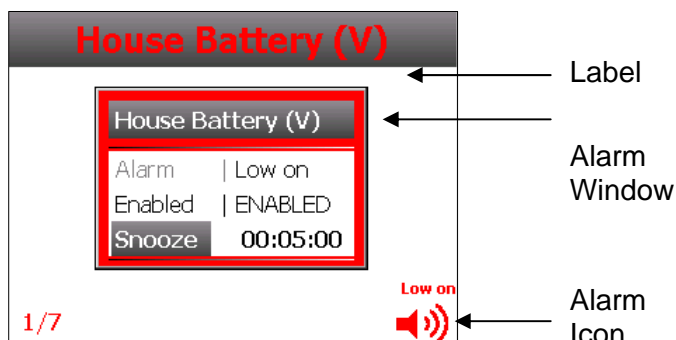 House Battery (V)
Label
House Battery (V)
Alarm
Window
Alarm | Low on
Enabled | ENABLED
Snooze 00:05:00
Low on
1/7
Alarm
Icon